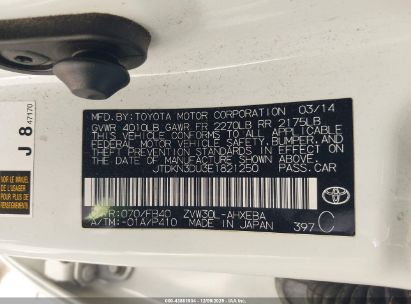 J 8 47170
MFD. BY: TOYOTA MOTOR CORPORATION 03/14
GVWR 4010LB GAWR FR 2270LB RR 2175LB
THIS VEHICLE CONFORMS TO ALL APPLICABLE
FEDERAL MOTOR VEHICLE SAFETY, BUMPER, AND
THEFT PREVENTION STANDARDS IN EFFECT ON
THE DATE OF MANUFACTURE SHOWN ABOVE.
JTDKN3DU3E1821250 PASS.CAR
C/TR:070/FB40 ZVW30L-AHXEBA
A/TM:-01A/P410 MADE IN JAPAN 397 C
TOYOTA